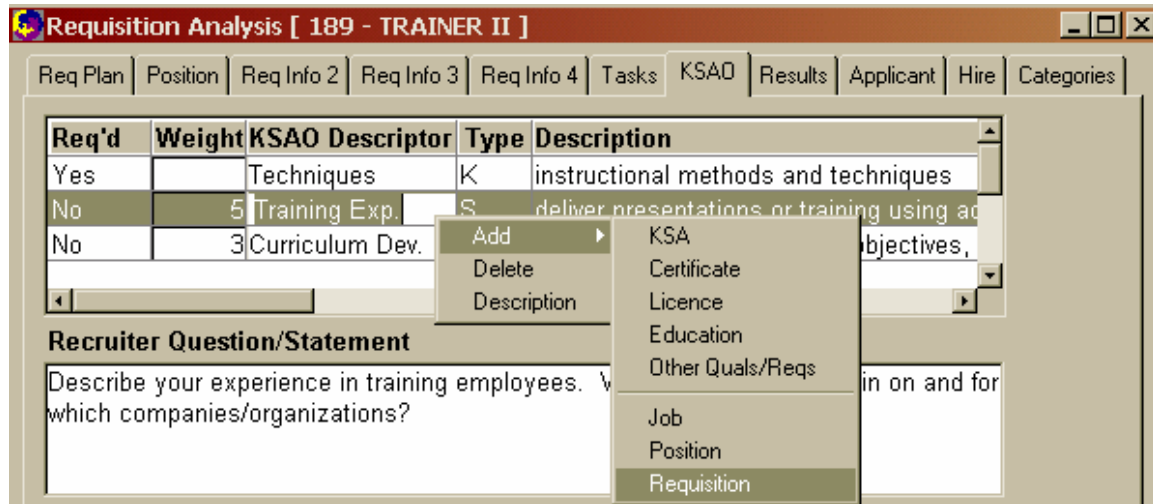 Requisition Analysis [ 189 - TRAINER II ]
Req Plan Position Req Info 2 Req Info 3 Req Info 4 Tasks KSAO Results Applicant Hire Categories
Req'd Weight KSAO Descriptor Type Description
Yes Techniques K instructional methods and techniques
No 5 Training Exp. S deliver presentations or training using
No 3 Curriculum Dev. objectives,
Add
Delete
Description
KSA
Certificate
Licence
Education
Other Quals/Reqs
Job
Position
Requisition
Recruiter Question/Statement
Describe your experience in training employees. in on and for
which companies/organizations?